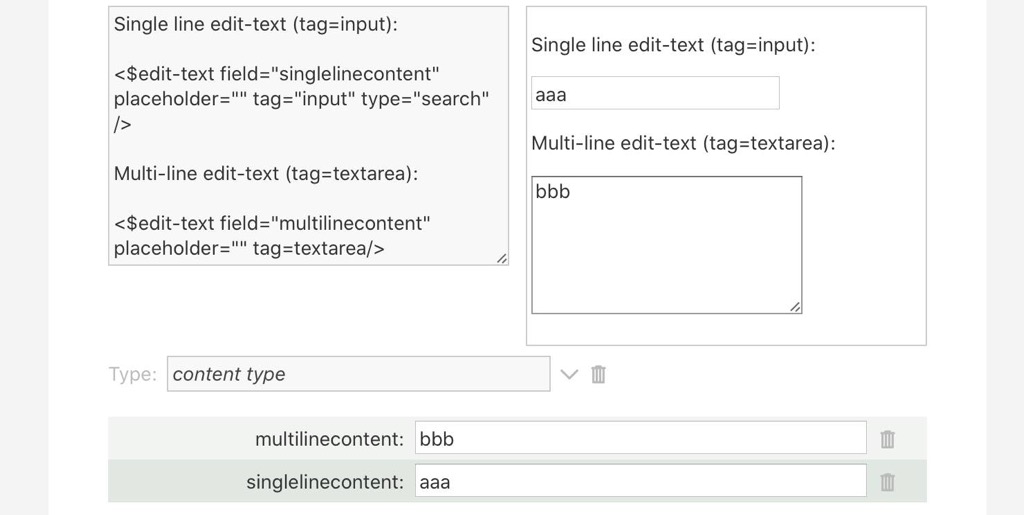 Single line edit-text (tag=input):
<$edit-text field="singlelinecontent"
placeholder="" tag="input" type="search"
/>
Multi-line edit-text (tag=textarea):
<$edit-text field="multilinecontent"
placeholder="" tag=textarea/>
Single line edit-text (tag=input):
aaa
Multi-line edit-text (tag=textarea):
bbb
Type: content type
multilinecontent: bbb
singlelinecontent: aaa